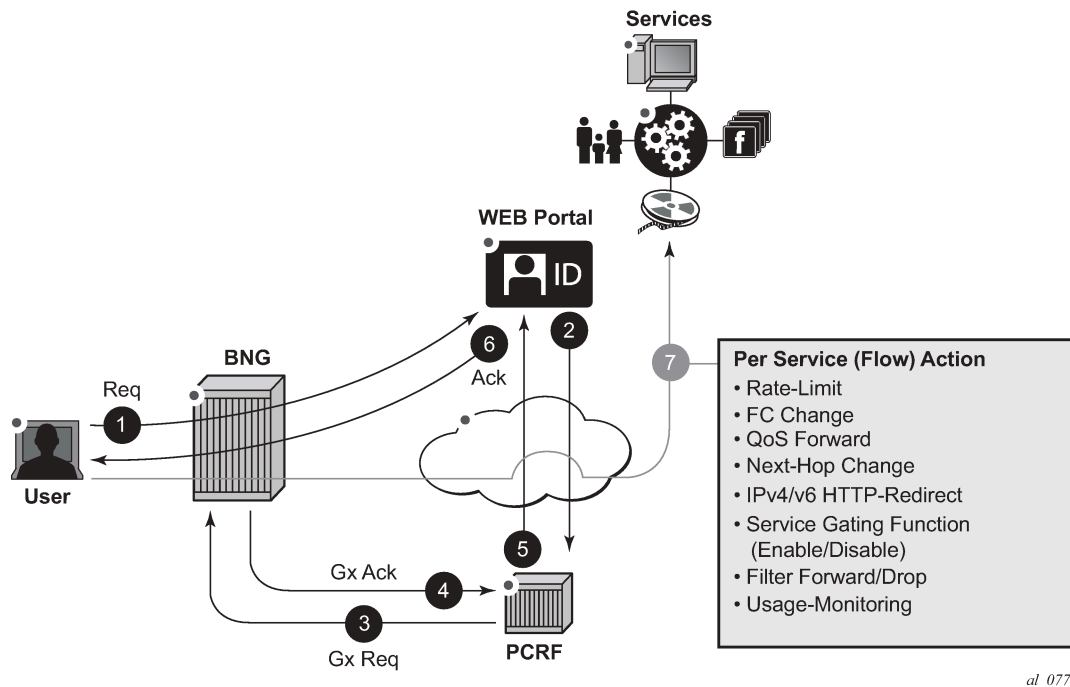 Services
f
WEB Portal
ID
2
6
Ack
7
BNG
Req
1
User
Per Service (Flow) Action
• Rate-Limit
• FC Change
• QoS Forward
• Next-Hop Change
• IPv4/v6 HTTP-Redirect
• Service Gating Function
(Enable/Disable)
• Filter Forward/Drop
• Usage-Monitoring
5
Gx Ack
4
3
Gx Req
PCRF
al_077